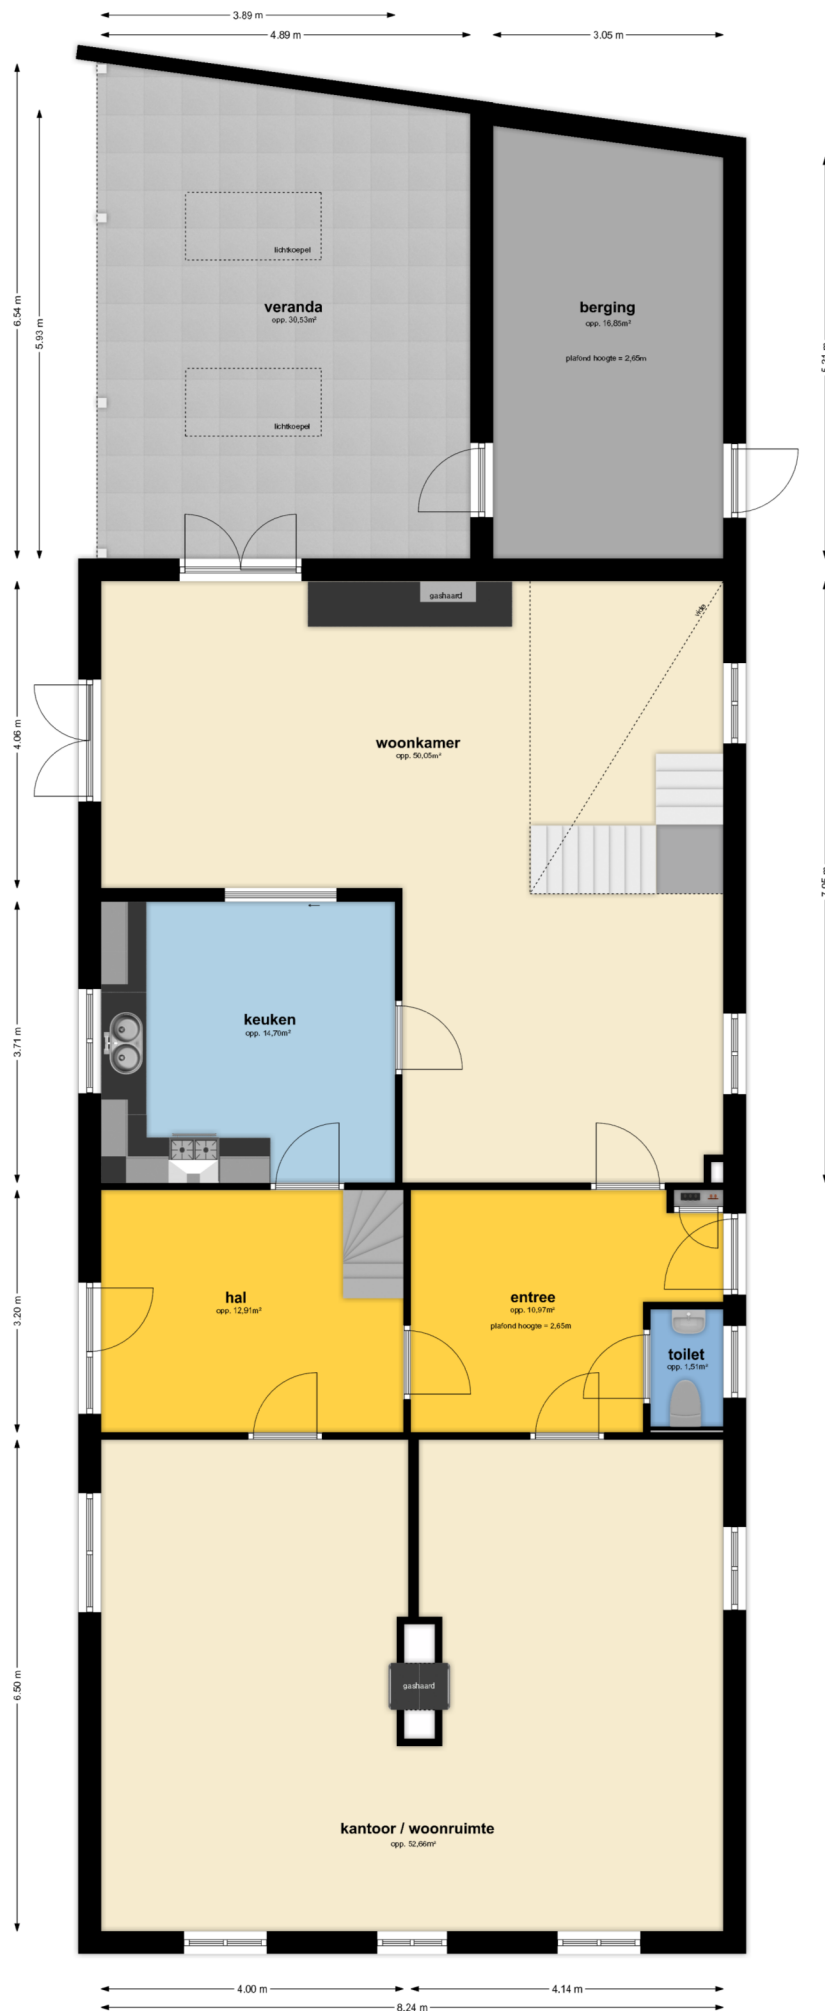 3.89 m
4.89 m
3.05 m
6.54 m
5.93 m
lichtkoepel
veranda
opp. 30,53m²
berging
opp. 16,85m²
plafond hoogte = 2,65m
lichtkoepel
gashaard
vide
4.06 m
woonkamer
opp. 50,05m²
3.71 m
keuken
opp. 14,70m²
3.20 m
hal
opp. 12,91m²
entree
opp. 10,97m²
plafond hoogte = 2,65m
toilet
opp. 1,51m²
6.50 m
gashaard
kantoor / woonruimte
opp. 52,66m²
4.00 m
4.14 m
8.24 m